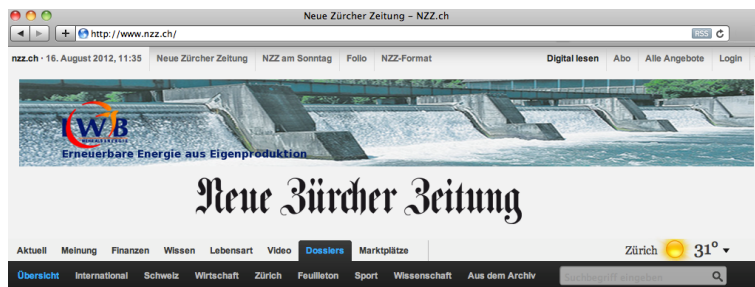 Neue Zürcher Zeitung – NZZ.ch
http://www.nzz.ch/
RSS
nzz.ch · 16. August 2012, 11:35 Neue Zürcher Zeitung NZZ am Sonntag Folio NZZ-Format Digital lesen Abo Alle Angebote Login
IWB
Erneuerbare Energie aus Eigenproduktion
Neue Zürcher Zeitung
Aktuell Meinung Finanzen Wissen Lebensart Video Dossiers Marktplätze Zürich 31°
Übersicht International Schweiz Wirtschaft Zürich Feuilleton Sport Wissenschaft Aus dem Archiv Suchbegriff eingeben